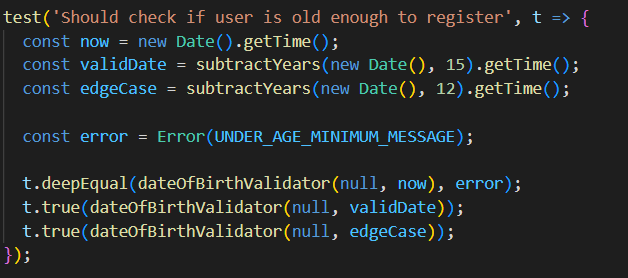 test('Should check if user is old enough to register', t => {
  const now = new Date().getTime();
  const validDate = subtractYears(new Date(), 15).getTime();
  const edgeCase = subtractYears(new Date(), 12).getTime();

  const error = Error(UNDER_AGE_MINIMUM_MESSAGE);

  t.deepEqual(dateOfBirthValidator(null, now), error);
  t.true(dateOfBirthValidator(null, validDate));
  t.true(dateOfBirthValidator(null, edgeCase));
});